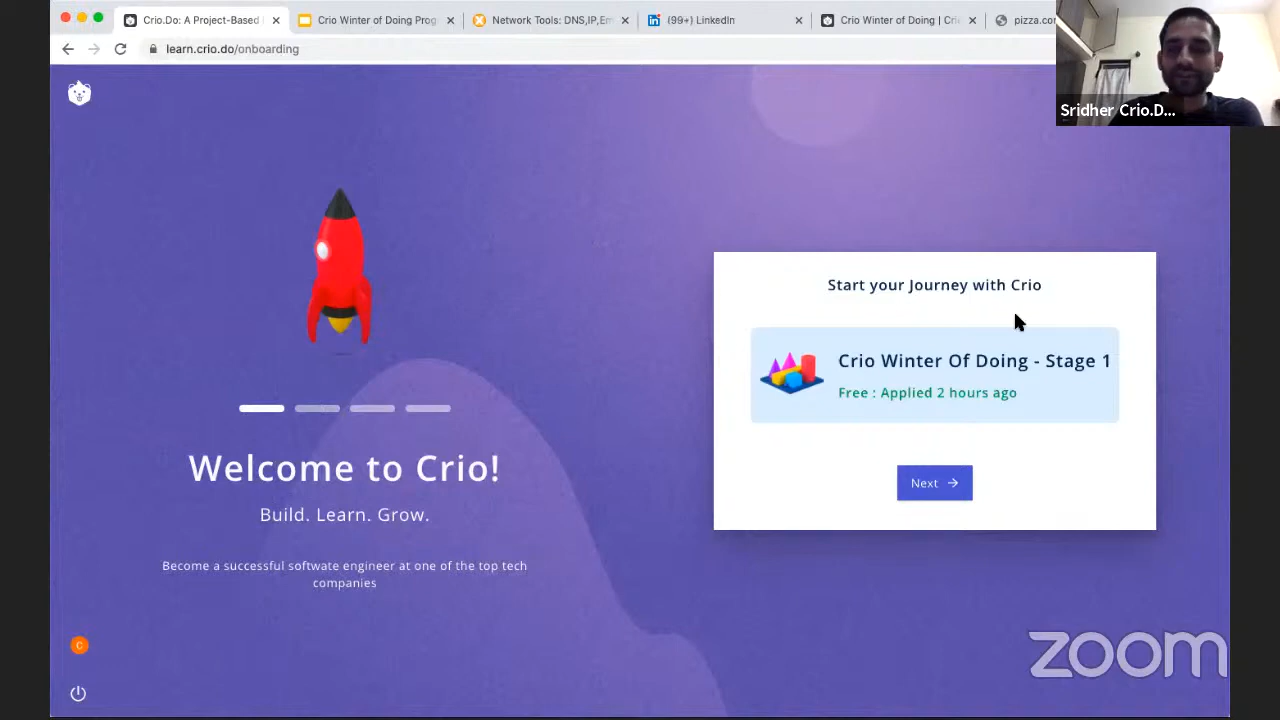 Crio.Do: A Project-Based
Crio Winter of Doing Prog
Network Tools: DNS,IP,Em
(99+) LinkedIn
Crio Winter of Doing | Cri
pizza.co
learn.crio.do/onboarding
Sridher Crio.D...
Start your Journey with Crio
Crio Winter Of Doing - Stage 1
Free : Applied 2 hours ago
Next
Welcome to Crio!
Build. Learn. Grow.
Become a successful softwate engineer at one of the top tech
companies
C
zoom